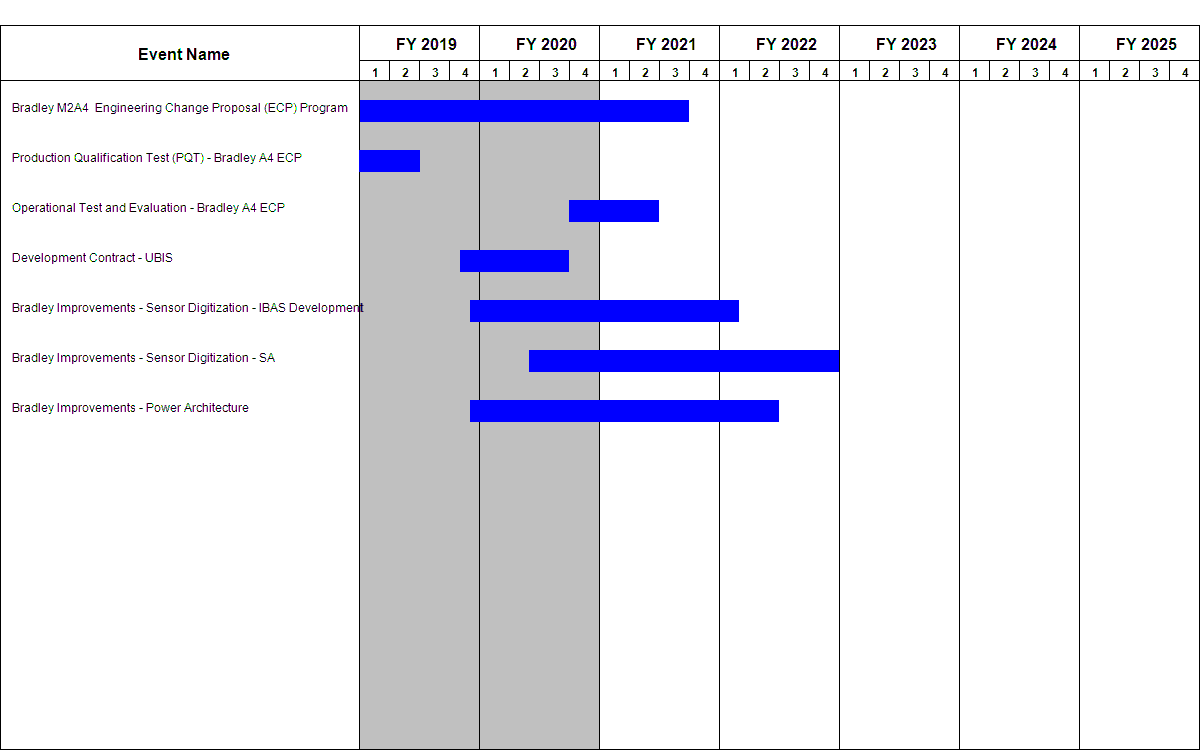 Event Name FY 2019 FY 2020 FY 2021 FY 2022 FY 2023 FY 2024 FY 2025
1 2 3 4 1 2 3 4 1 2 3 4 1 2 3 4 1 2 3 4 1 2 3 4 1 2 3 4
Bradley M2A4  Engineering Change Proposal (ECP) Program
Production Qualification Test (PQT) - Bradley A4 ECP
Operational Test and Evaluation - Bradley A4 ECP
Development Contract - UBIS
Bradley Improvements - Sensor Digitization - IBAS Development
Bradley Improvements - Sensor Digitization - SA
Bradley Improvements - Power Architecture